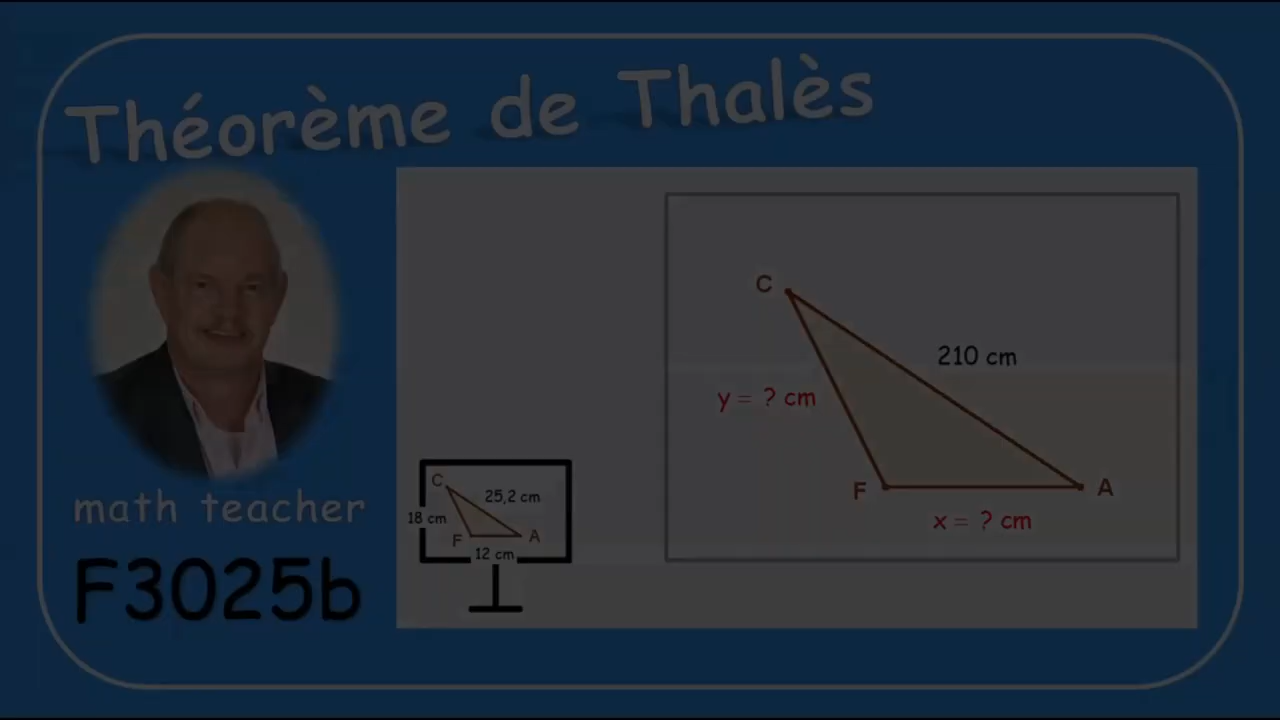 Théorème de Thalès
math teacher
F3025b
C
25,2 cm
18 cm
F
A
12 cm
C
210 cm
y = ? cm
F
A
x = ? cm